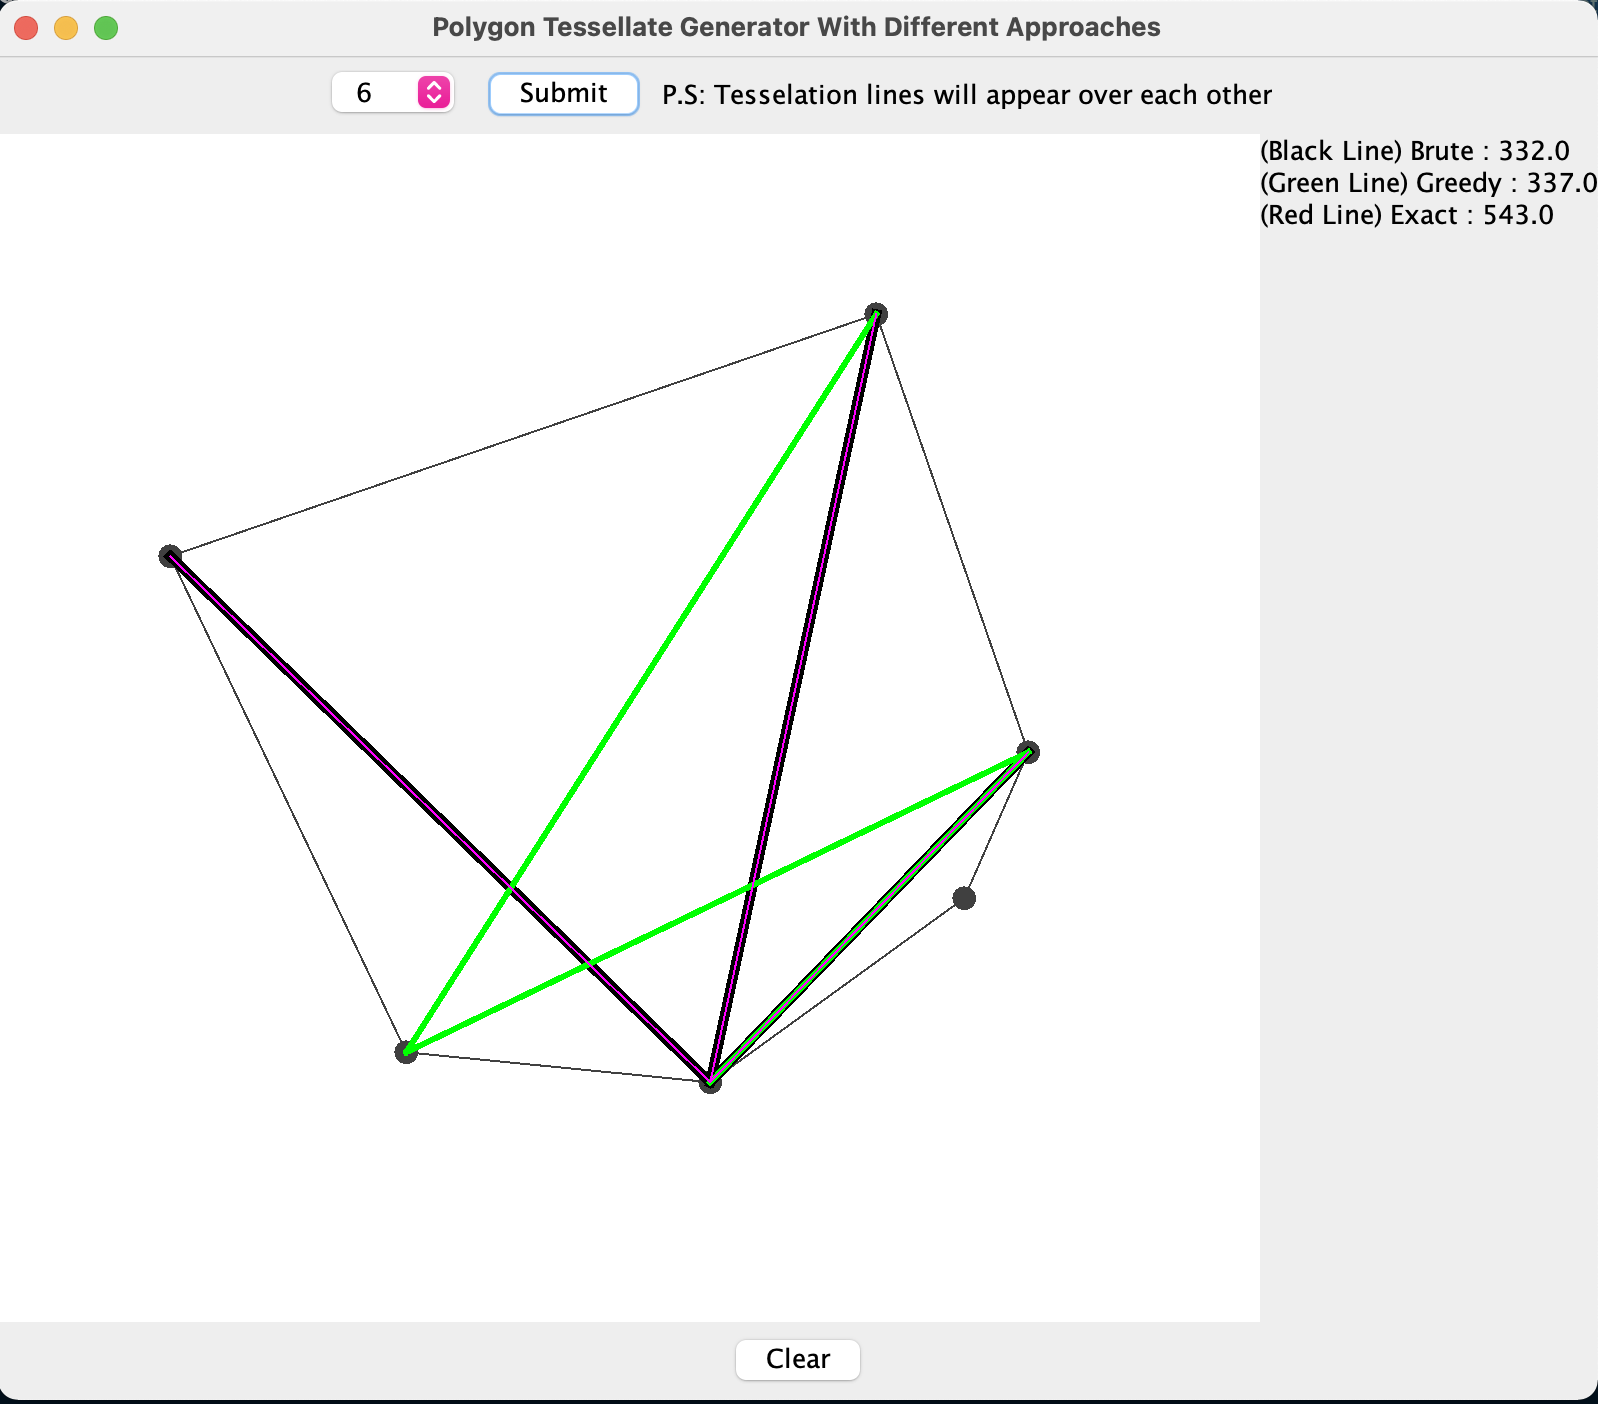 Polygon Tessellate Generator With Different Approaches
6 Submit P.S: Tesselation lines will appear over each other
(Black Line) Brute : 332.0
(Green Line) Greedy : 337.0
(Red Line) Exact : 543.0
Clear